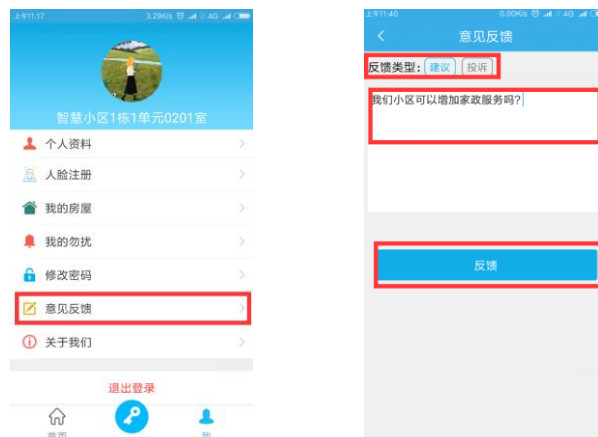 上午11:17
3.29K/s
4G
智慧小区1栋1单元0201室
个人资料
人脸注册
我的房屋
我的勿扰
修改密码
意见反馈
关于我们
退出登录
首页
我
上午11:40
0.00K/s
4G
意见反馈
反馈类型: 建议 投诉
我们小区可以增加家政服务吗?
反馈